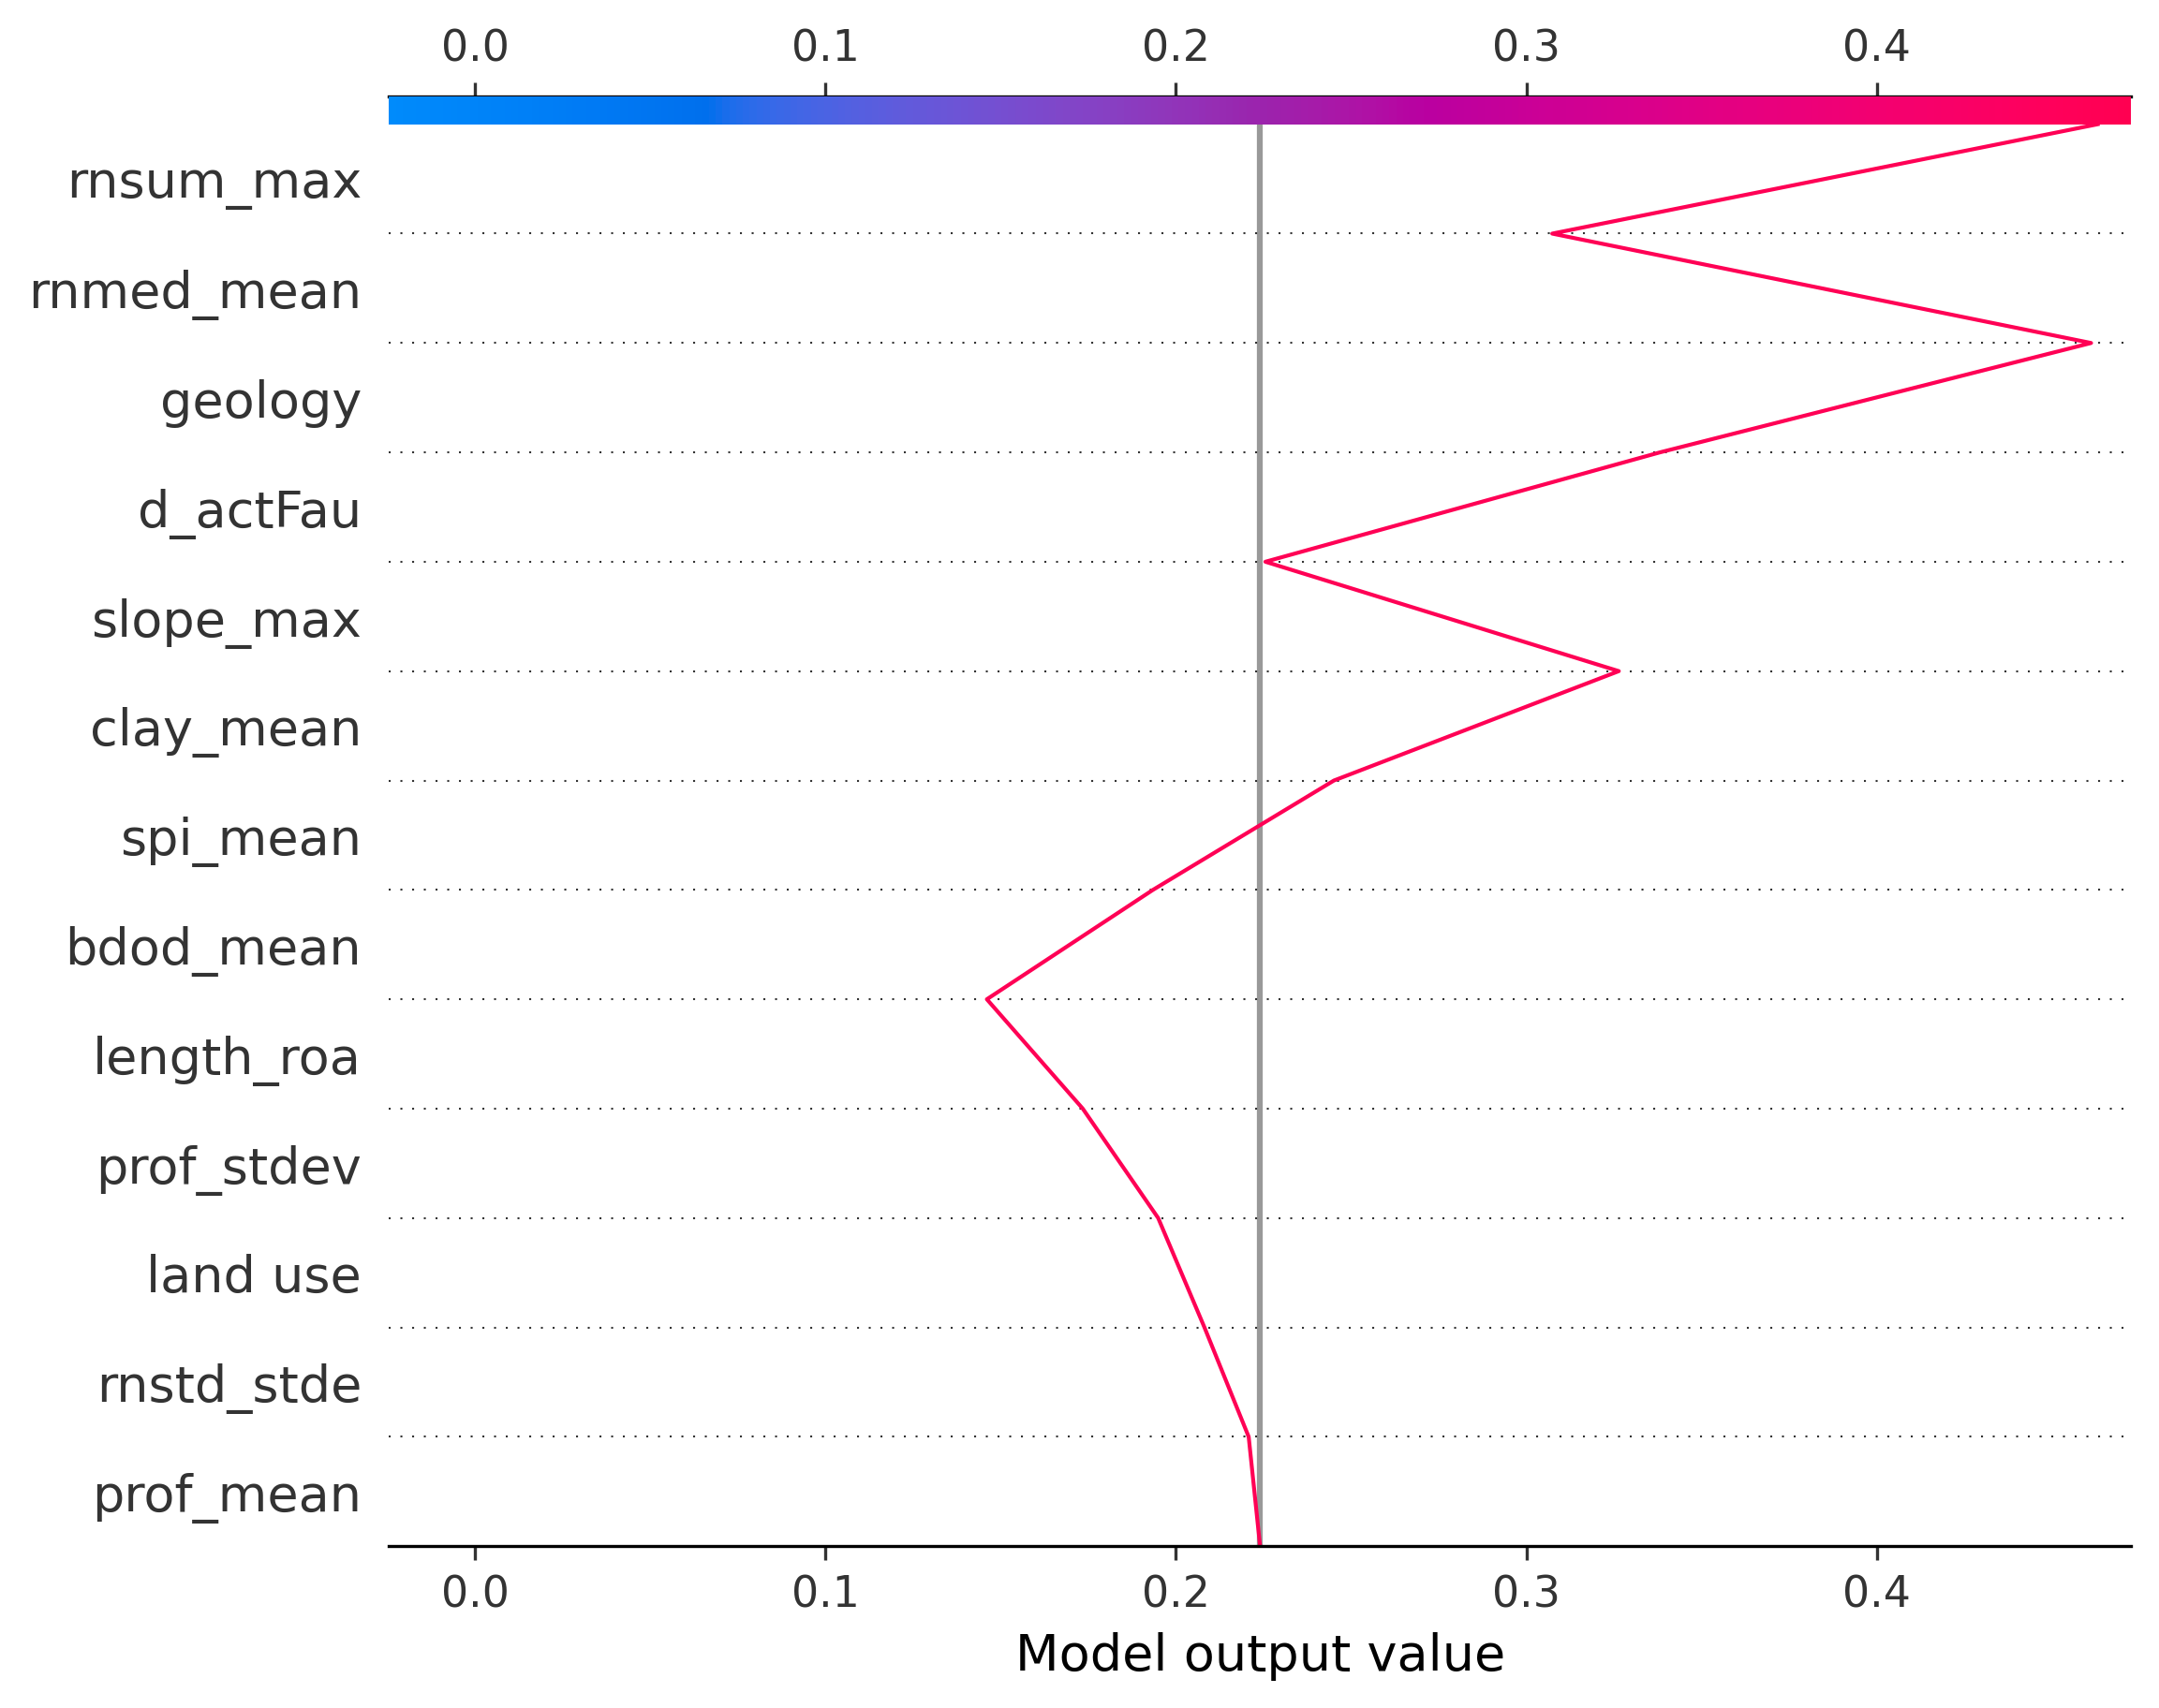 0.0 0.1 0.2 0.3 0.4
rnsum_max
rnmed_mean
geology
d_actFau
slope_max
clay_mean
spi_mean
bdod_mean
length_roa
prof_stdev
land use
rnstd_stde
prof_mean
0.0 0.1 0.2 0.3 0.4
Model output value